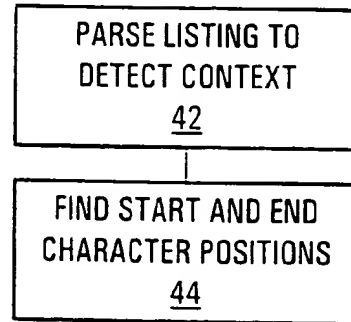 PARSE LISTING TO
DETECT CONTEXT
42
FIND START AND END
CHARACTER POSITIONS
44